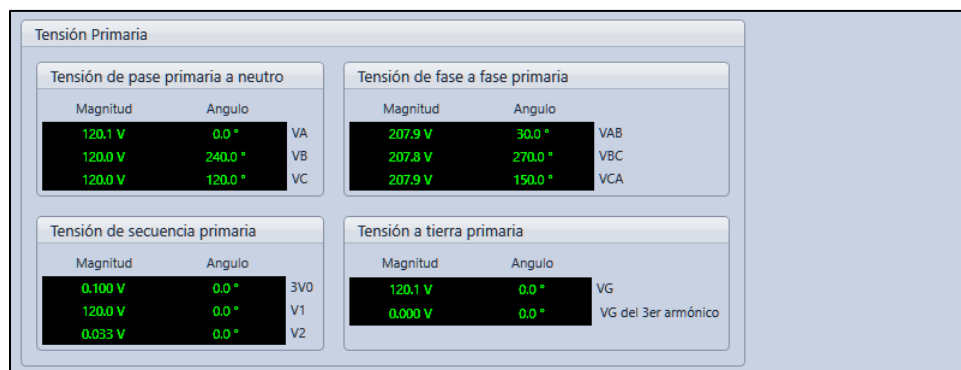 Tensión Primaria
Tensión de pase primaria a neutro
Magnitud Angulo
120.1 V 0.0 ° VA
120.0 V 240.0 ° VB
120.0 V 120.0 ° VC
Tensión de fase a fase primaria
Magnitud Angulo
207.9 V 30.0 ° VAB
207.8 V 270.0 ° VBC
207.9 V 150.0 ° VCA
Tensión de secuencia primaria
Magnitud Angulo
0.100 V 0.0 ° 3V0
120.0 V 0.0 ° V1
0.033 V 0.0 ° V2
Tensión a tierra primaria
Magnitud Angulo
120.1 V 0.0 ° VG
0.000 V 0.0 ° VG del 3er armónico